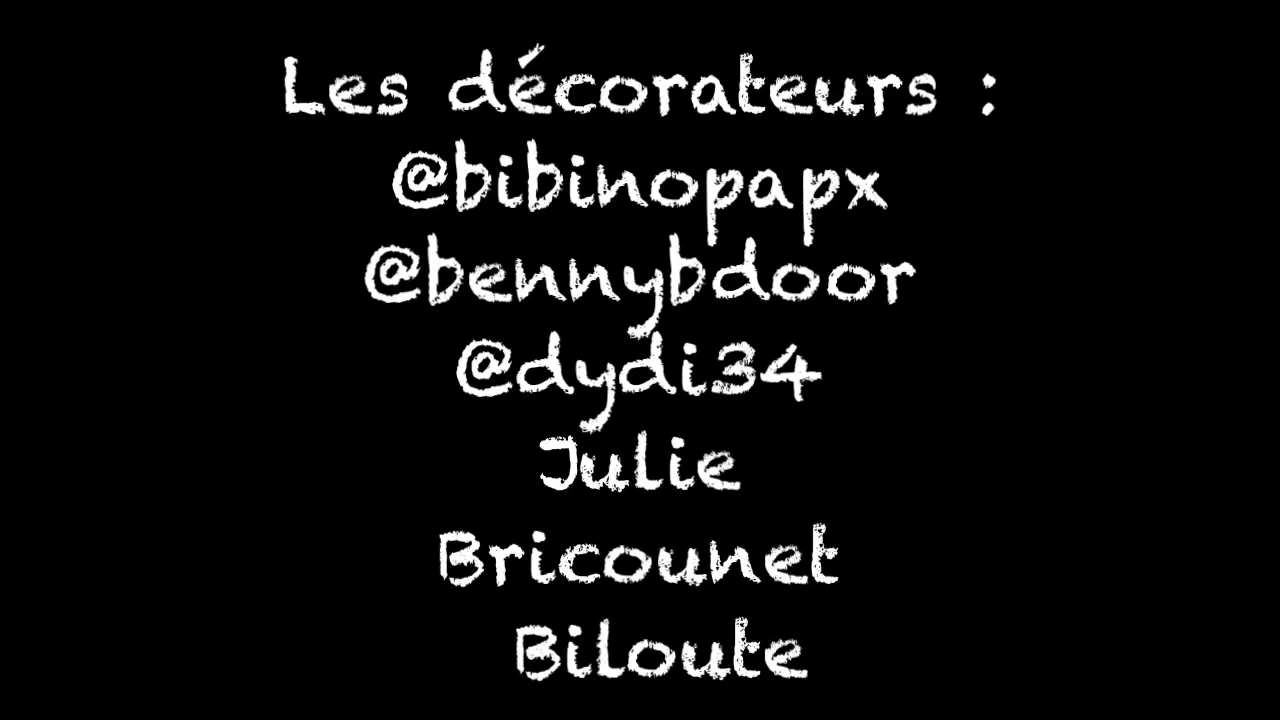 Les décorateurs :
@bibinopapx
@bennybdoor
@dydi34
Julie
Bricounet
Biloute